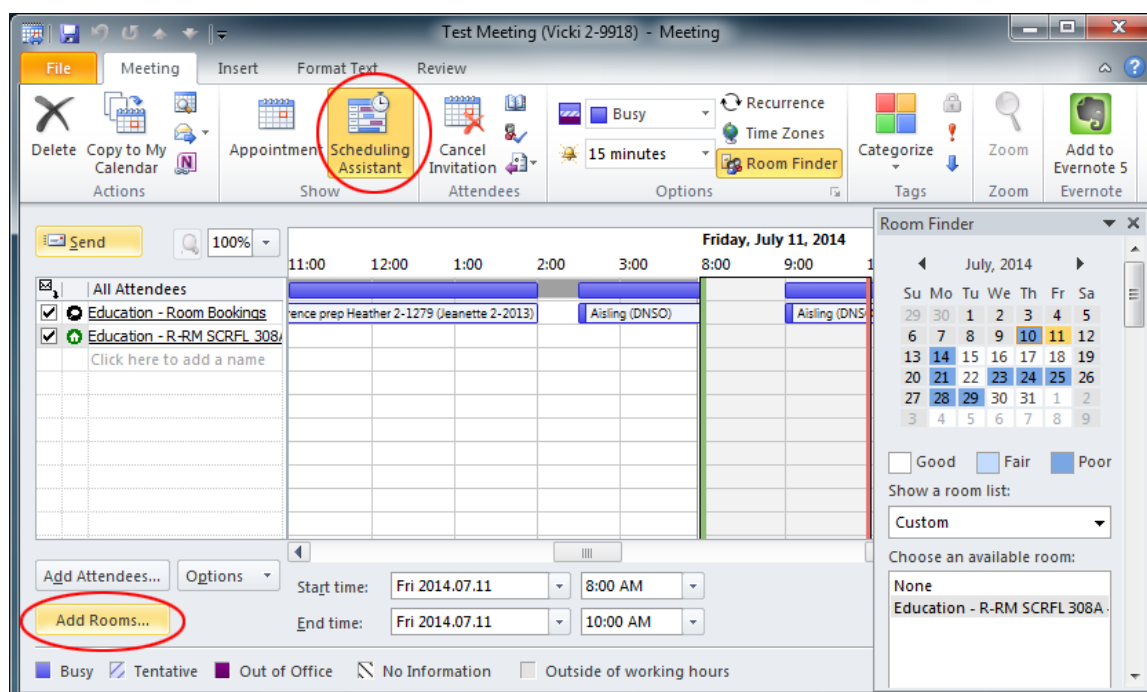 Test Meeting (Vicki 2-9918) - Meeting
File Meeting Insert Format Text Review
Delete
Copy to My
Calendar
Actions
Appointment
Scheduling
Assistant
Show
Cancel
Invitation
Attendees
Busy
15 minutes
Recurrence
Time Zones
Room Finder
Options
Categorize
Tags
Zoom
Zoom
Add to
Evernote 5
Evernote
Send
100%
Friday, July 11, 2014
11:00 12:00 1:00 2:00 3:00 8:00 9:00 1
All Attendees
Education - Room Bookings
rence prep Heather 2-1279 (Jeanette 2-2013) Aisling (DNSO) Aisling (DNS
Education - R-RM SCRFL 308A
Click here to add a name
Add Attendees... Options
Add Rooms...
Start time: Fri 2014.07.11 8:00 AM
End time: Fri 2014.07.11 10:00 AM
Busy Tentative Out of Office No Information Outside of working hours
Room Finder
July, 2014
Su Mo Tu We Th Fr Sa
29 30 1 2 3 4 5
6 7 8 9 10 11 12
13 14 15 16 17 18 19
20 21 22 23 24 25 26
27 28 29 30 31 1 2
3 4 5 6 7 8 9
Good Fair Poor
Show a room list:
Custom
Choose an available room:
None
Education - R-RM SCRFL 308A -